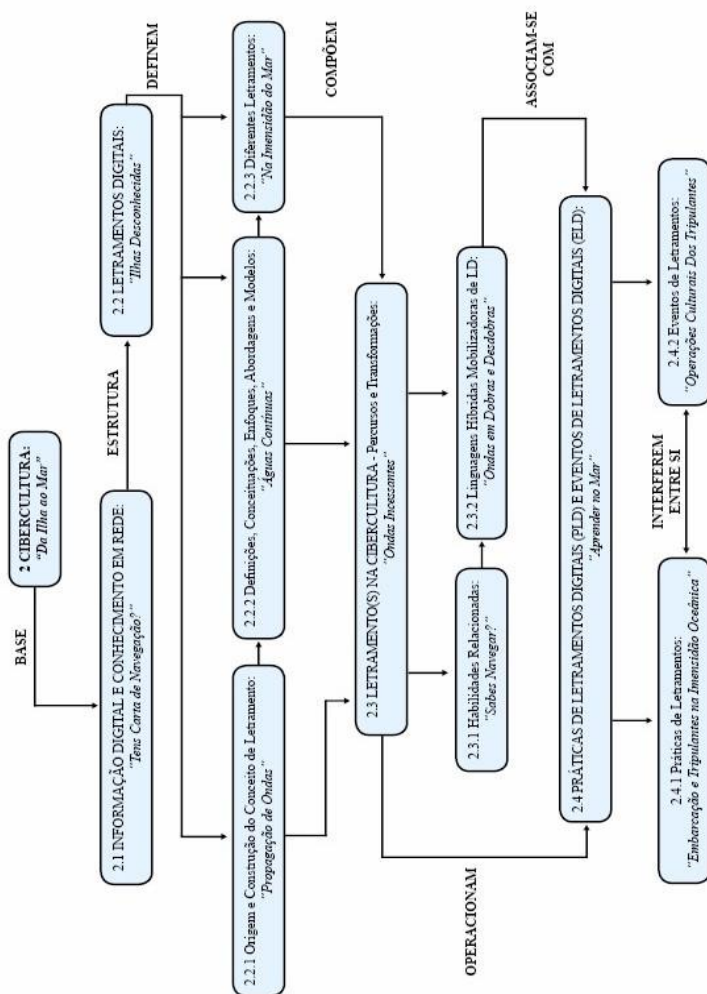 2 CIBERCULTURA:
"Da Ilha ao Mar"
BASE
2.1 INFORMAÇÃO DIGITAL E CONHECIMENTO EM REDE:
"Tens Carta de Navegação?"
ESTRUTURA
2.2 LETRAMENTOS DIGITAIS:
"Ilhas Desconhecidas"
DEFINEM
2.2.1 Origem e Construção do Conceito de Letramento:
"Propagação de Ondas"
2.2.2 Definições, Conceituações, Enfoques, Abordagens e Modelos:
"Águas Contínuas"
2.2.3 Diferentes Letramentos:
"Na Imensidão do Mar"
COMPÕEM
2.3 LETRAMENTO(S) NA CIBERCULTURA - Percursos e Transformações:
"Ondas Incessantes"
2.3.1 Habilidades Relacionadas:
"Sabes Navegar?"
2.3.2 Linguagens Híbridas Mobilizadoras de LD:
"Ondas em Dobras e Desdobras"
OPERACIONAM
ASSOCIAM-SE
COM
2.4 PRÁTICAS DE LETRAMENTOS DIGITAIS (PLD) E EVENTOS DE LETRAMENTOS DIGITAIS (ELD):
"Aprender no Mar"
2.4.1 Práticas de Letramentos:
"Embarcação e Tripulantes na Imensidão Oceânica"
INTERFEREM
ENTRE SI
2.4.2 Eventos de Letramentos:
"Operações Culturais Dos Tripulantes"